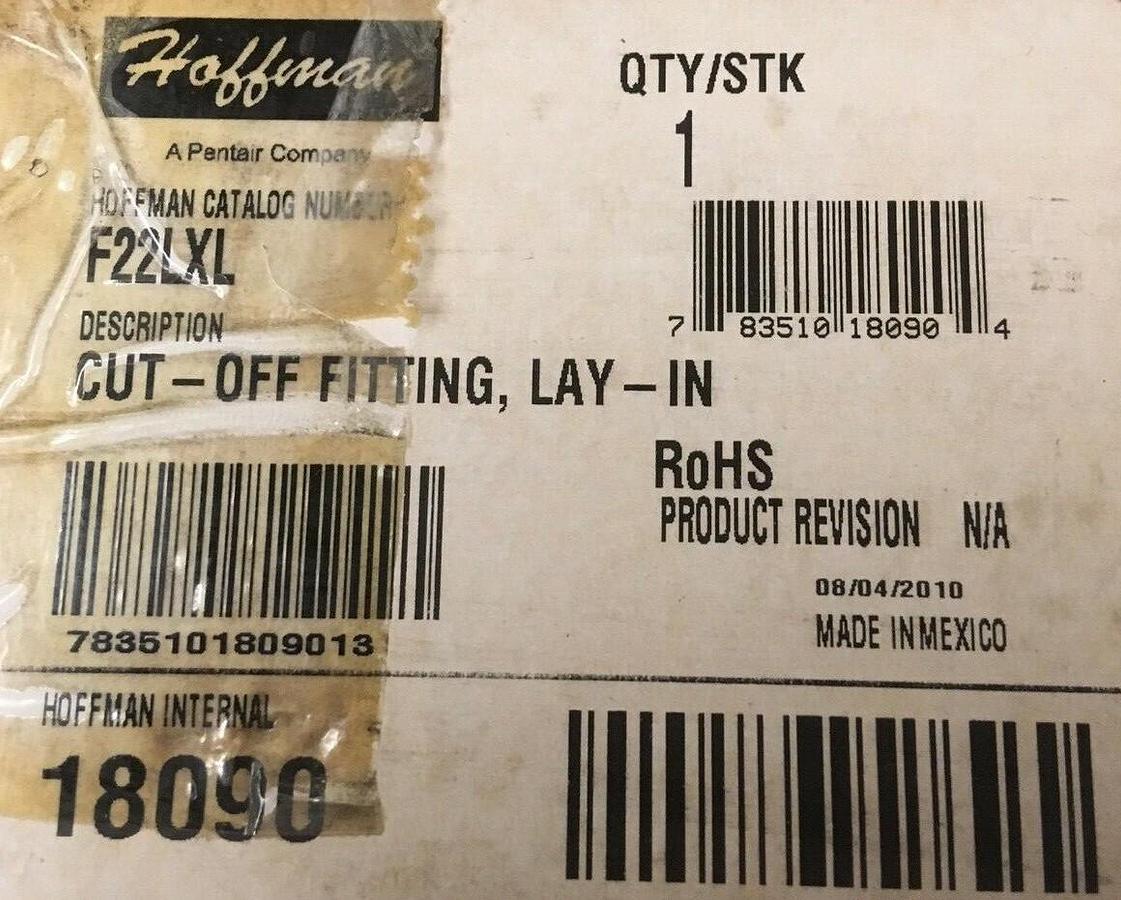 Hoffman
A Pentair Company
HOFFMAN CATALOG NUMBER
F22LXL
DESCRIPTION
CUT-OFF FITTING, LAY-IN
7835101809013
QTY/STK
1
7 83510 18090 4
RoHS
PRODUCT REVISION N/A
08/04/2010
MADE IN MEXICO
HOFFMAN INTERNAL
18090